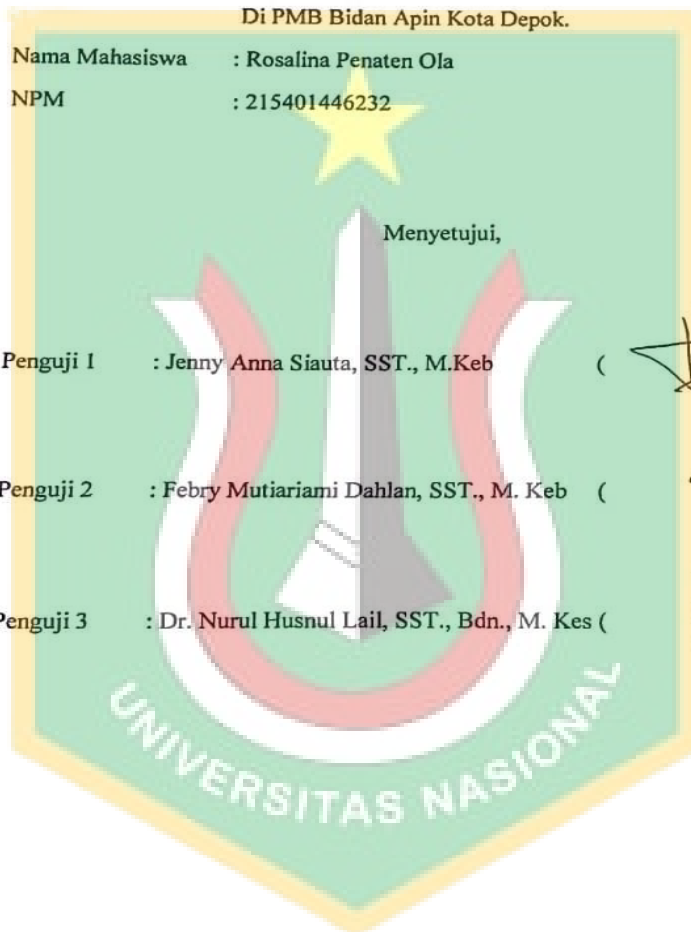 Di PMB Bidan Apin Kota Depok.
Nama Mahasiswa : Rosalina Penaten Ola
NPM : 215401446232
Menyetujui,
Penguji 1 : Jenny Anna Siauta, SST., M.Keb (
Penguji 2 : Febry Mutiariami Dahlan, SST., M. Keb (
Penguji 3 : Dr. Nurul Husnul Lail, SST., Bdn., M. Kes (
UNIVERSITAS NASIONAL